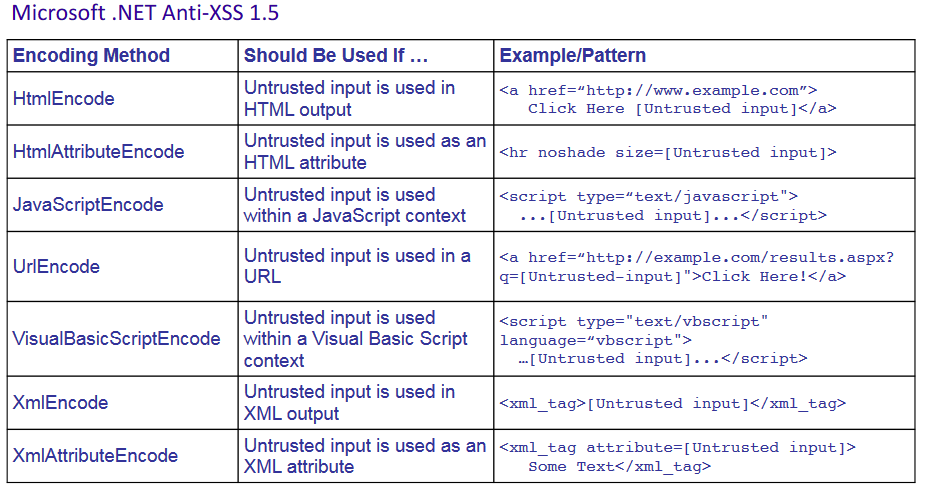 Microsoft .NET Anti-XSS 1.5
Encoding Method
Should Be Used If …
Example/Pattern
HtmlEncode
Untrusted input is used in
HTML output
<a href=“http://www.example.com”>
Click Here [Untrusted input]</a>
HtmlAttributeEncode
Untrusted input is used as an
HTML attribute
<hr noshade size=[Untrusted input]>
JavaScriptEncode
Untrusted input is used
within a JavaScript context
<script type=“text/javascript">
...[Untrusted input]...</script>
UrlEncode
Untrusted input is used in a
URL
<a href=“http://example.com/results.aspx?
q=[Untrusted-input]">Click Here!</a>
VisualBasicScriptEncode
Untrusted input is used
within a Visual Basic Script
context
<script type="text/vbscript"
language=“vbscript">
…[Untrusted input]...</script>
XmlEncode
Untrusted input is used in
XML output
<xml_tag>[Untrusted input]</xml_tag>
XmlAttributeEncode
Untrusted input is used as an
XML attribute
<xml_tag attribute=[Untrusted input]>
Some Text</xml_tag>